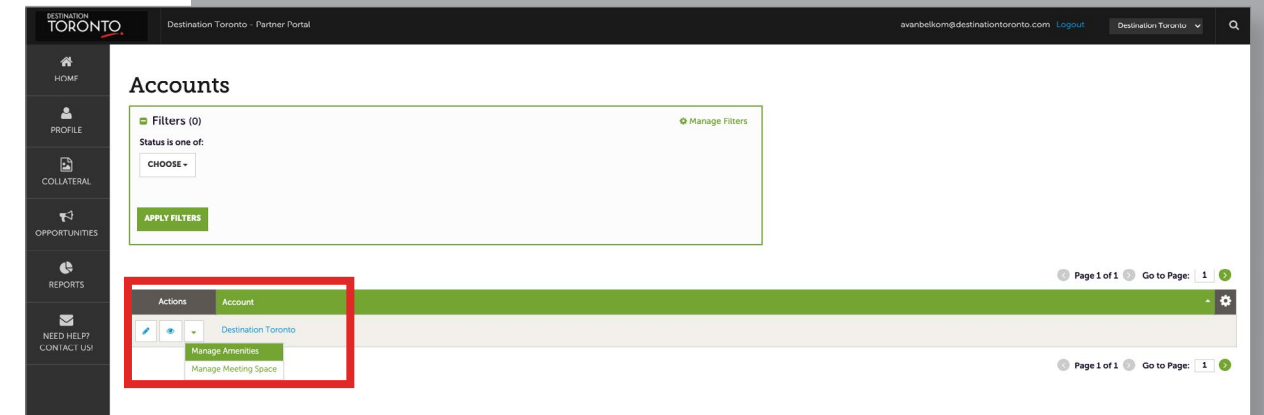 DESTINATION
TORONTO
Destination Toronto - Partner Portal
avanbelkom@destinationtoronto.com Logout
Destination Toronto
HOME
PROFILE
COLLATERAL
OPPORTUNITIES
REPORTS
NEED HELP?
CONTACT US!
Accounts
Filters (0)
Manage Filters
Status is one of:
CHOOSE
APPLY FILTERS
Page 1 of 1 Go to Page: 1
Actions Account
Destination Toronto
Manage Amenities
Manage Meeting Space
Page 1 of 1 Go to Page: 1